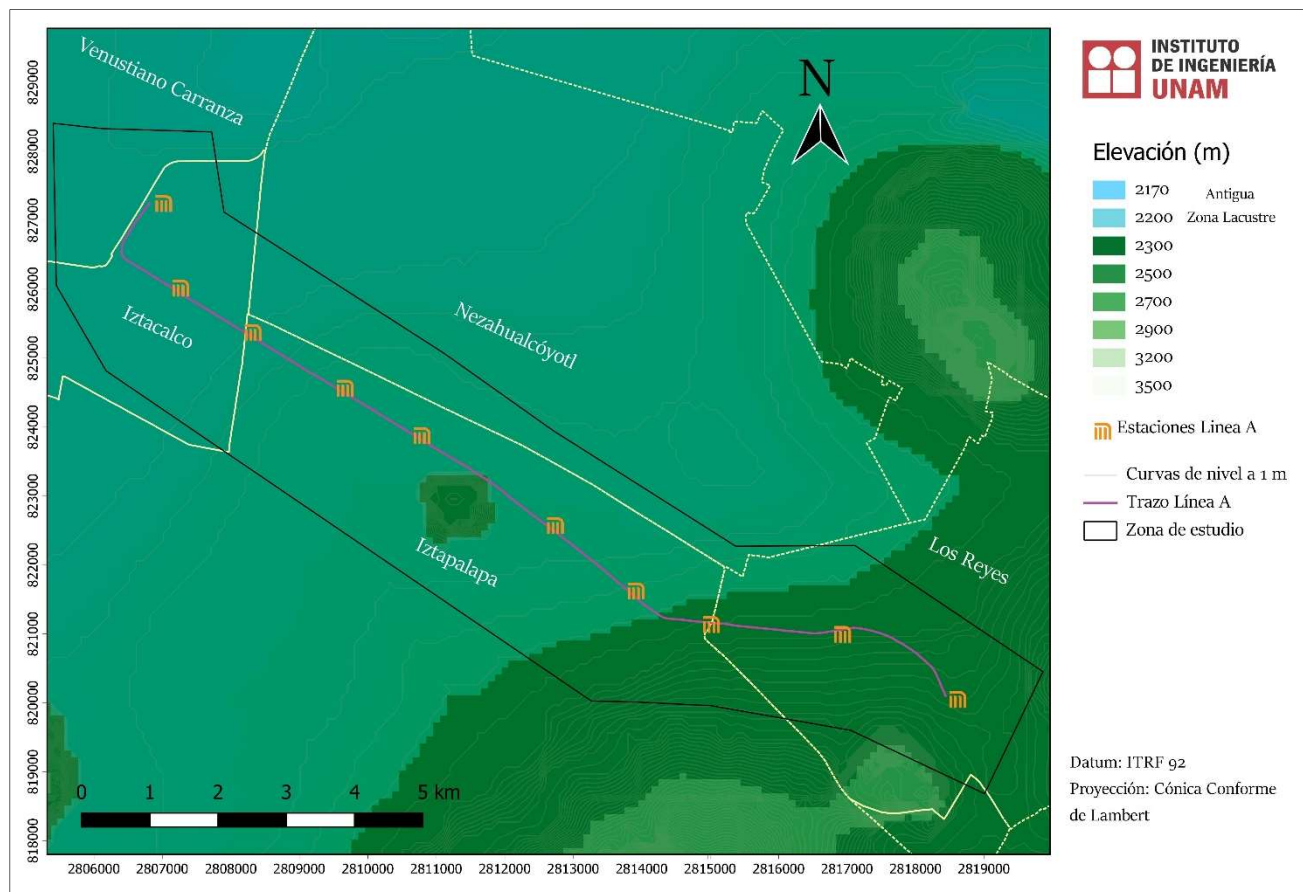 Venustiano Carranza
N
Iztacalco
Nezahualcóyotl
Iztapalapa
Los Reyes
829000
828000
827000
826000
825000
824000
823000
822000
821000
820000
819000
818000
0 1 2 3 4 5 km
2806000 2807000 2808000 2809000 2810000 2811000 2812000 2813000 2814000 2815000 2816000 2817000 2818000 2819000
INSTITUTO
DE INGENIERÍA
UNAM
Elevación (m)
2170 Antigua
2200 Zona Lacustre
2300
2500
2700
2900
3200
3500
Estaciones Linea A
Curvas de nivel a 1 m
Trazo Línea A
Zona de estudio
Datum: ITRF 92
Proyección: Cónica Conforme
de Lambert